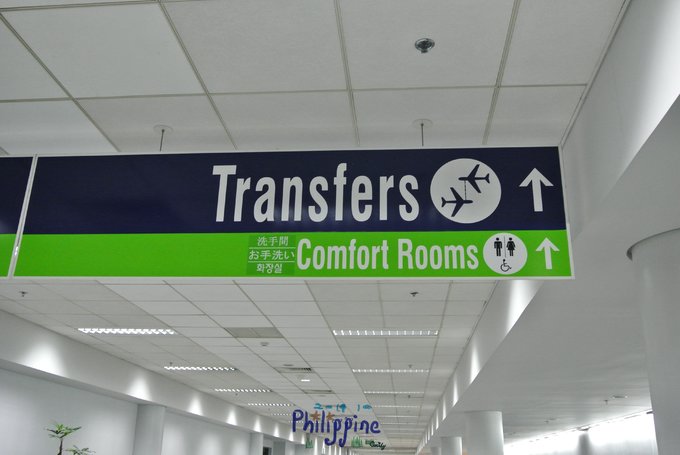 Transfers
洗手間
お手洗い
화장실
Comfort Rooms
Philippine